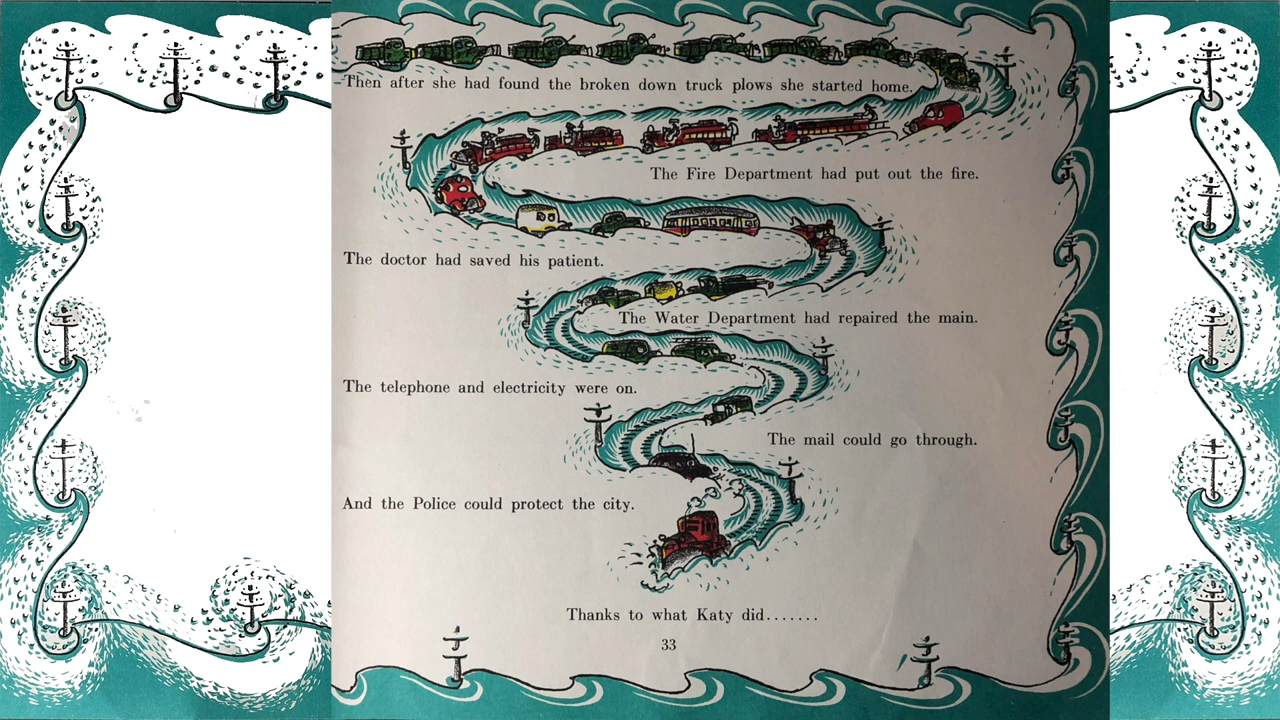 Then after she had found the broken down truck plows she started home.
The Fire Department had put out the fire.
The doctor had saved his patient.
The Water Department had repaired the main.
The telephone and electricity were on.
The mail could go through.
And the Police could protect the city.
Thanks to what Katy did.......
33